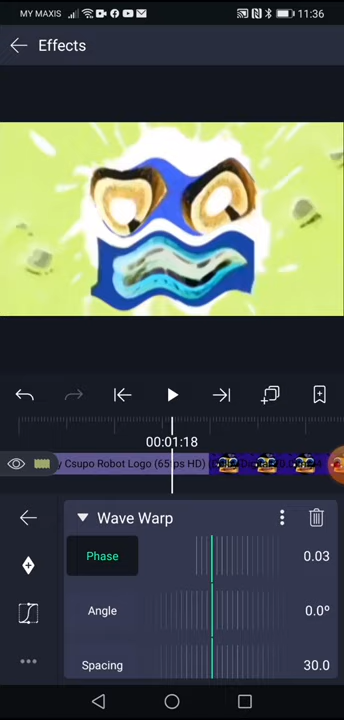 MY MAXIS
11:36
Effects
00:01:18
y Csupo Robot Logo (65fps HD)
Wave Warp
Phase 0.03
Angle 0.0º
Spacing 30.0